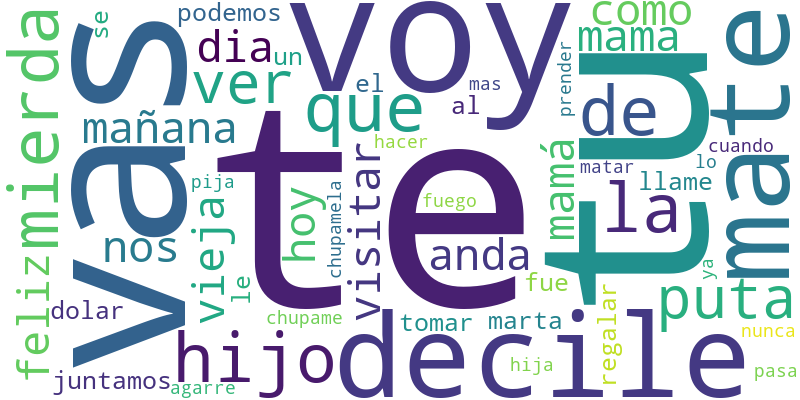 podemos
voy
como
se
vas
dia
un
mama
mate
mierda
ver
el
mas
prender
tu
que
al
de
mañana
te
hacer
cuando
mamá
matar
lo
pija
visitar
llame
hoy
chupamela
fuego
la
vieja
nos
anda
ya
feliz
le
fue
puta
dolar
chupame
tomar
marta
regalar
decile
nunca
hijo
hija
pasa
juntamos
agarre